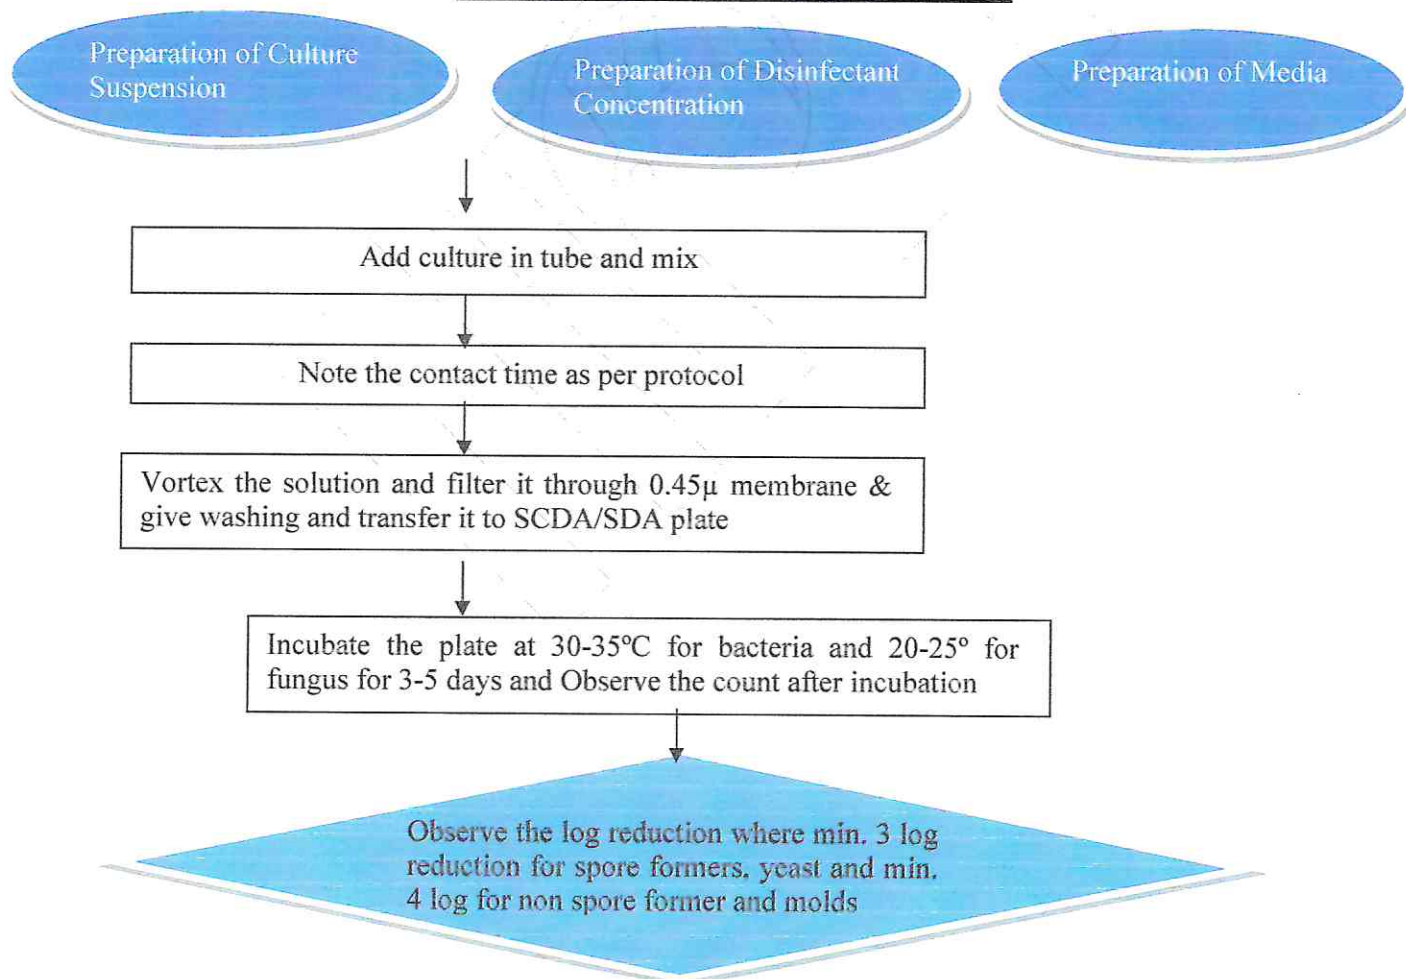 Preparation of Culture
Suspension
Preparation of Disinfectant
Concentration
Preparation of Media
Add culture in tube and mix
Note the contact time as per protocol
Vortex the solution and filter it through 0.45µ membrane &
give washing and transfer it to SCDA/SDA plate
Incubate the plate at 30-35ºC for bacteria and 20-25º for
fungus for 3-5 days and Observe the count after incubation
Observe the log reduction where min. 3 log
reduction for spore formers, yeast and min.
4 log for non spore former and molds